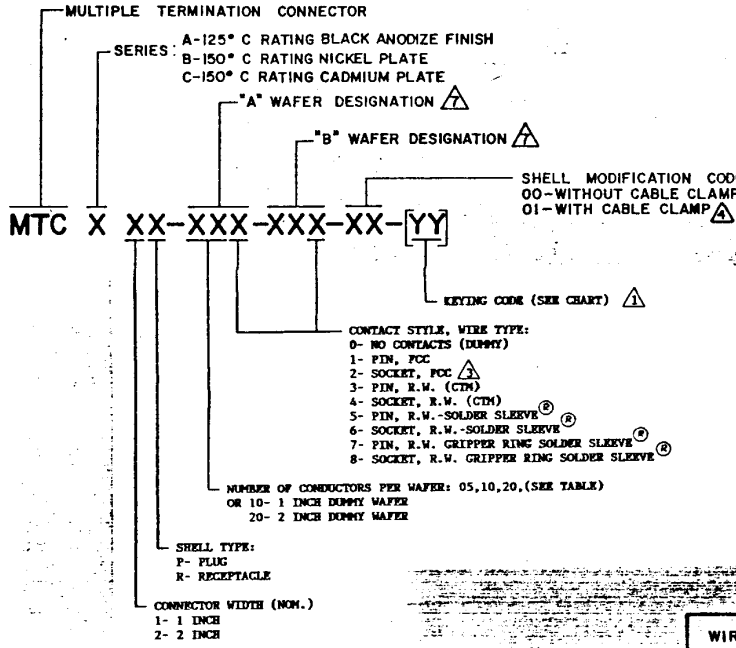 MULTIPLE TERMINATION CONNECTOR
SERIES: A-125° C RATING BLACK ANODIZE FINISH
B-150° C RATING NICKEL PLATE
C-150° C RATING CADMIUM PLATE
"A" WAFER DESIGNATION 7
"B" WAFER DESIGNATION 7
SHELL MODIFICATION COD
00-WITHOUT CABLE CLAMP
01-WITH CABLE CLAMP 4
MTC X XX-XXX-XXX-XX-[YY]
KEYING CODE (SEE CHART) 1
CONTACT STYLE, WIRE TYPE:
0- NO CONTACTS (DUMMY)
1- PIN, FCC
2- SOCKET, FCC 3
3- PIN, R.W. (CTM)
4- SOCKET, R.W. (CTM)
5- PIN, R.W.-SOLDER SLEEVE ®
6- SOCKET, R.W.-SOLDER SLEEVE ®
7- PIN, R.W. GRIPPER RING SOLDER SLEEVE ®
8- SOCKET, R.W. GRIPPER RING SOLDER SLEEVE ®
NUMBER OF CONDUCTORS PER WAFER: 05,10,20,(SEE TABLE)
OR 10- 1 INCH DUMMY WAFER
20- 2 INCH DUMMY WAFER
SHELL TYPE:
P- PLUG
R- RECEPTACLE
CONNECTOR WIDTH (NOM.)
1- 1 INCH
2- 2 INCH
WIR